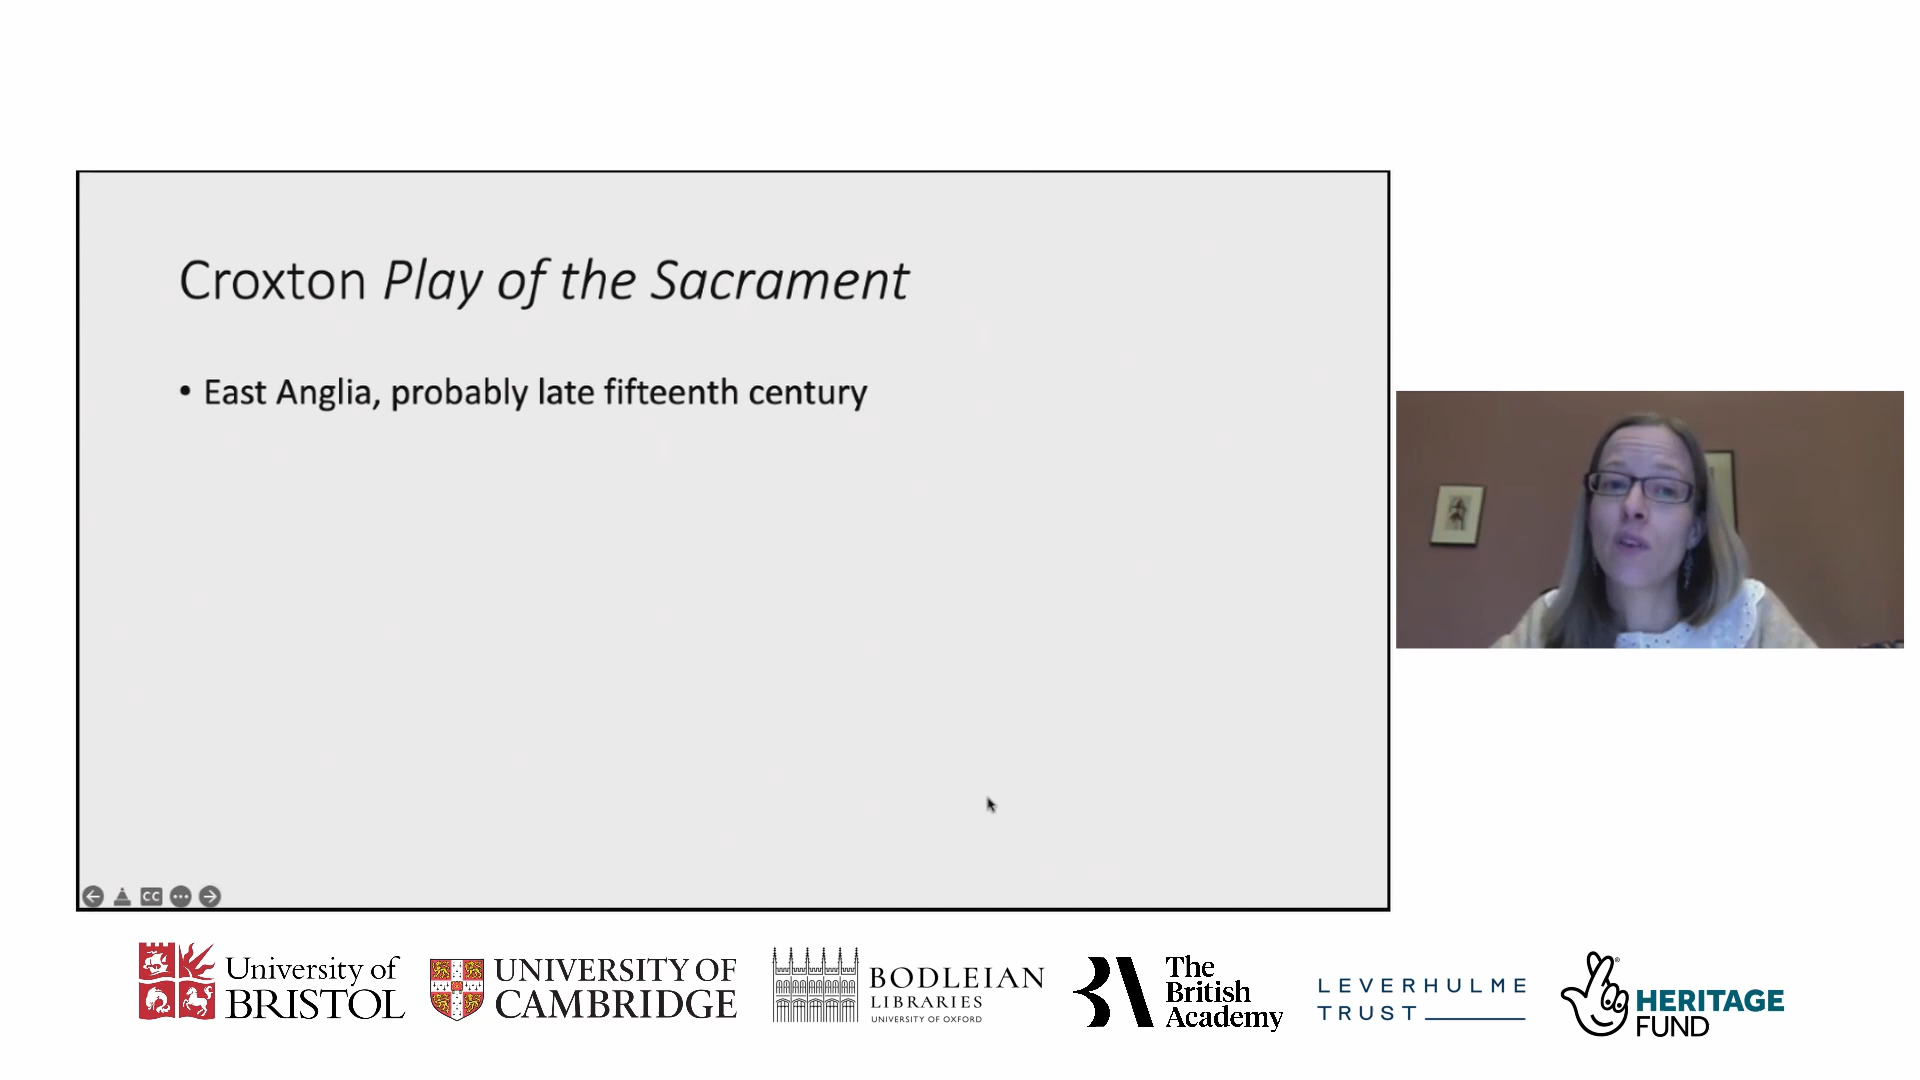 Croxton Play of the Sacrament
• East Anglia, probably late fifteenth century
CC
University of
BRISTOL
UNIVERSITY OF
CAMBRIDGE
BODLEIAN
LIBRARIES
UNIVERSITY OF OXFORD
The
British
Academy
LEVERHULME
TRUST
HERITAGE
FUND